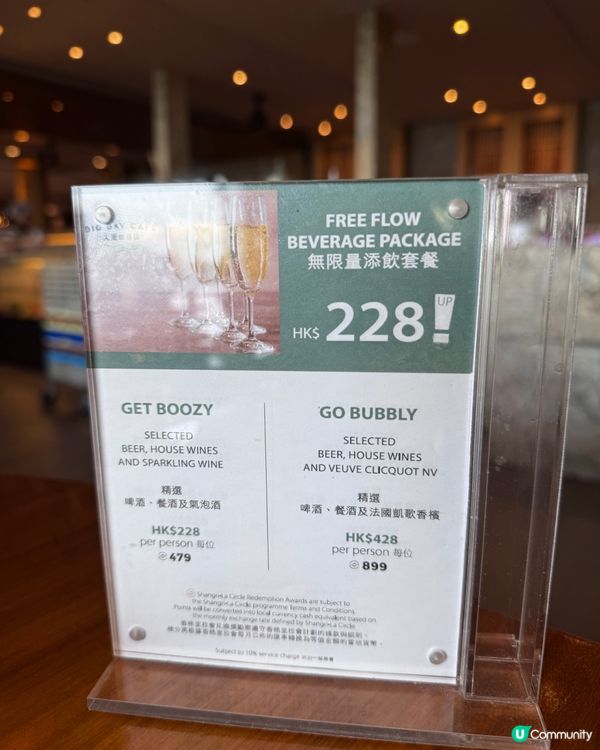 BIG BAY CAFE
FREE FLOW
BEVERAGE PACKAGE
無限量添飲套餐
HK$ 228! UP
GET BOOZY
SELECTED
BEER, HOUSE WINES
AND SPARKLING WINE
精選
啤酒、餐酒及氣泡酒
HK$228
per person 每位
479
GO BUBBLY
SELECTED
BEER, HOUSE WINES
AND VEUVE CLICQUOT NV
精選
啤酒、餐酒及法國凱歌香檳
HK$428
per person 每位
899
Shangri-La Circle Redemption Awards are subject to
the Shangri-La Circle programme Terms and Conditions.
Points will be converted into local currency cash equivalent based on
the monthly exchange rate defined by Shangri-La Circle.
Subject to 10% service charge 另加一服務費
U Community